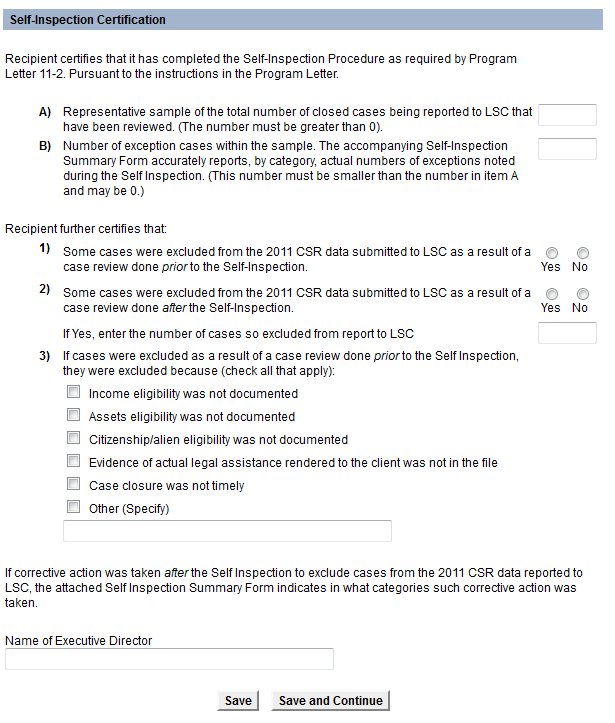 Self-Inspection Certification
Recipient certifies that it has completed the Self-Inspection Procedure as required by Program
Letter 11-2. Pursuant to the instructions in the Program Letter.
A) Representative sample of the total number of closed cases being reported to LSC that
have been reviewed. (The number must be greater than 0).
B) Number of exception cases within the sample. The accompanying Self-Inspection
Summary Form accurately reports, by category, actual numbers of exceptions noted
during the Self Inspection. (This number must be smaller than the number in item A
and may be 0.)
Recipient further certifies that:
1) Some cases were excluded from the 2011 CSR data submitted to LSC as a result of a
case review done prior to the Self-Inspection. Yes No
2) Some cases were excluded from the 2011 CSR data submitted to LSC as a result of a
case review done after the Self-Inspection. Yes No
If Yes, enter the number of cases so excluded from report to LSC
3) If cases were excluded as a result of a case review done prior to the Self Inspection,
they were excluded because (check all that apply):
Income eligibility was not documented
Assets eligibility was not documented
Citizenship/alien eligibility was not documented
Evidence of actual legal assistance rendered to the client was not in the file
Case closure was not timely
Other (Specify)
If corrective action was taken after the Self Inspection to exclude cases from the 2011 CSR data reported to
LSC, the attached Self Inspection Summary Form indicates in what categories such corrective action was
taken.
Name of Executive Director
Save Save and Continue